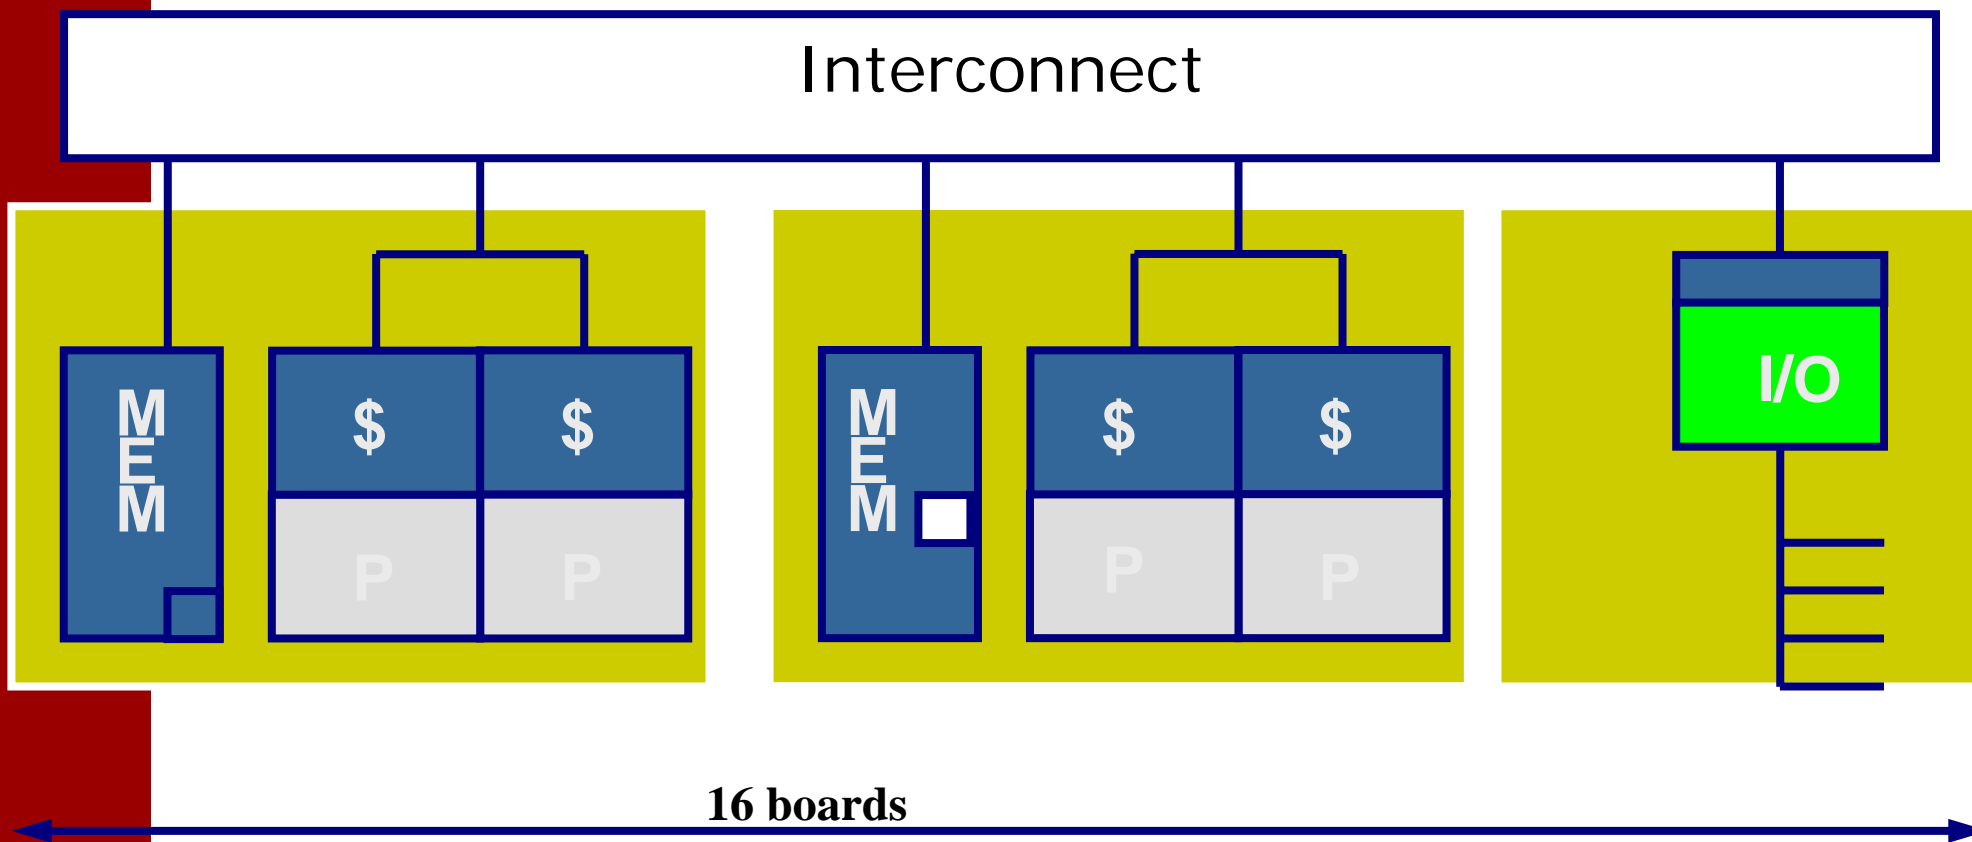 Interconnect
MEM
$ $
P P
MEM
$ $
P P
I/O
16 boards